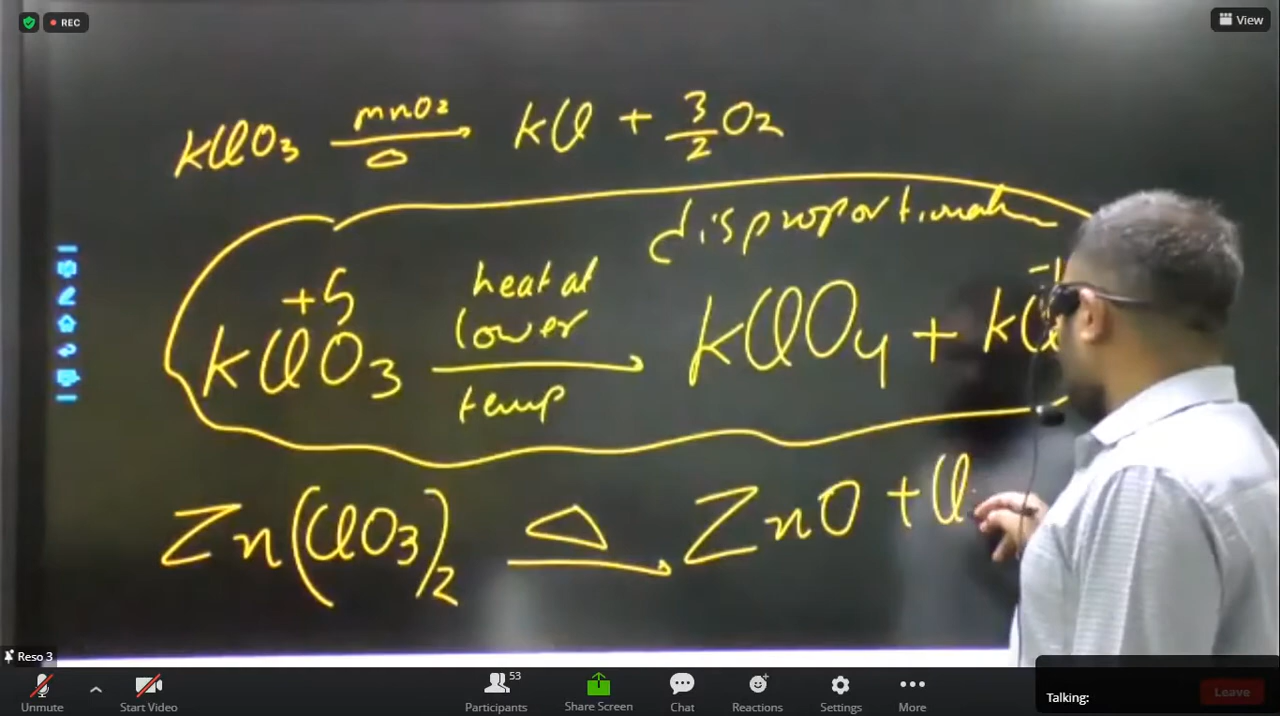 REC
View
KClO3 MnO2 Δ → KCl + 3/2 O2
disproportionatn
+5 -1
KClO3 heat at lower temp → KClO4 + KCl
Zn(ClO3)2 Δ → ZnO + Cl
Reso 3
53
Unmute Start Video Participants Share Screen Chat Reactions Settings More
Talking:
Leave